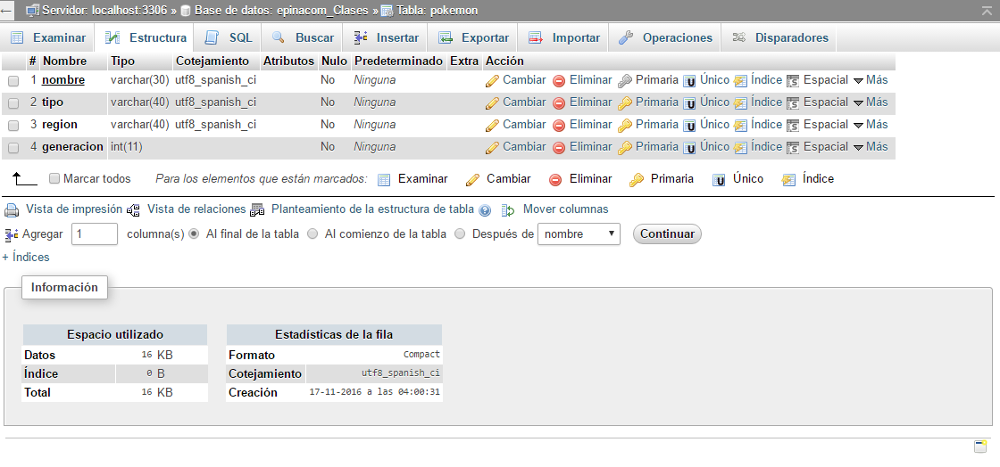 Servidor: localhost:3306 » Base de datos: epinacom_Clases » Tabla: pokemon
Examinar Estructura SQL Buscar Insertar Exportar Importar Operaciones Disparadores
# Nombre Tipo Cotejamiento Atributos Nulo Predeterminado Extra Acción
1 nombre varchar(30) utf8_spanish_ci No Ninguna Cambiar Eliminar Primaria Único Índice Espacial Más
2 tipo varchar(40) utf8_spanish_ci No Ninguna Cambiar Eliminar Primaria Único Índice Espacial Más
3 region varchar(40) utf8_spanish_ci No Ninguna Cambiar Eliminar Primaria Único Índice Espacial Más
4 generacion int(11) No Ninguna Cambiar Eliminar Primaria Único Índice Espacial Más
Marcar todos Para los elementos que están marcados: Examinar Cambiar Eliminar Primaria Único Índice
Vista de impresión Vista de relaciones Planteamiento de la estructura de tabla Mover columnas
Agregar 1 columna(s) Al final de la tabla Al comienzo de la tabla Después de nombre Continuar
+ Índices
Información
Espacio utilizado
Datos 16 KB
Índice 0 B
Total 16 KB
Estadísticas de la fila
Formato Compact
Cotejamiento utf8_spanish_ci
Creación 17-11-2016 a las 04:00:31